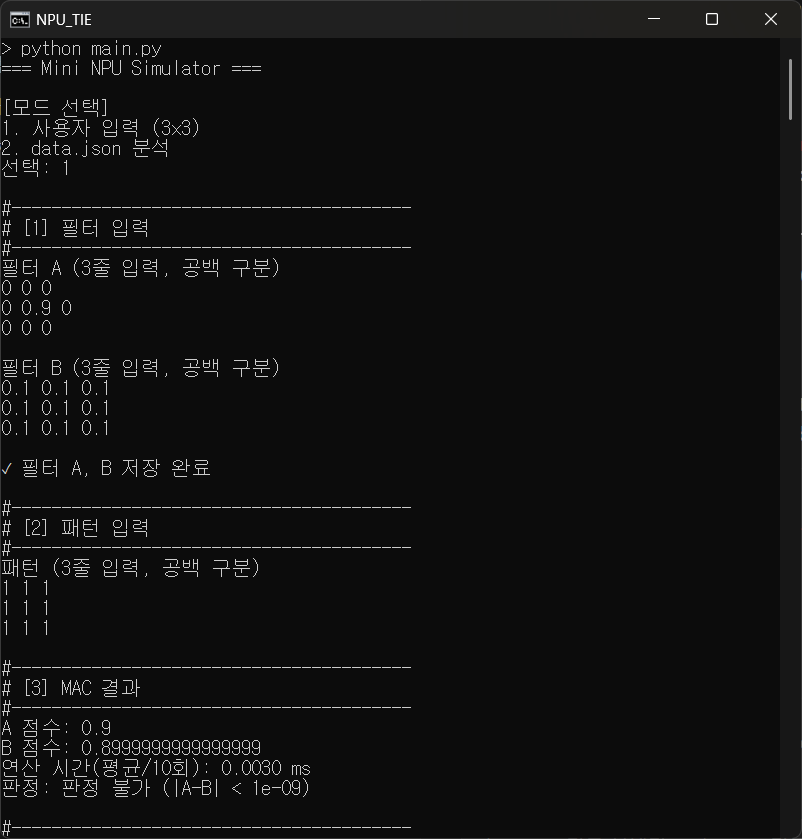 NPU_TIE
> python main.py
=== Mini NPU Simulator ===
[모드 선택]
1. 사용자 입력 (3x3)
2. data.json 분석
선택: 1
#----------------------------------------
# [1] 필터 입력
#----------------------------------------
필터 A (3줄 입력, 공백 구분)
0 0 0
0 0.9 0
0 0 0
필터 B (3줄 입력, 공백 구분)
0.1 0.1 0.1
0.1 0.1 0.1
0.1 0.1 0.1
✓ 필터 A, B 저장 완료
#----------------------------------------
# [2] 패턴 입력
#----------------------------------------
패턴 (3줄 입력, 공백 구분)
1 1 1
1 1 1
1 1 1
#----------------------------------------
# [3] MAC 결과
#----------------------------------------
A 점수: 0.9
B 점수: 0.8999999999999999
연산 시간(평균/10회): 0.0030 ms
판정: 판정 불가 (|A-B| < 1e-09)
#----------------------------------------